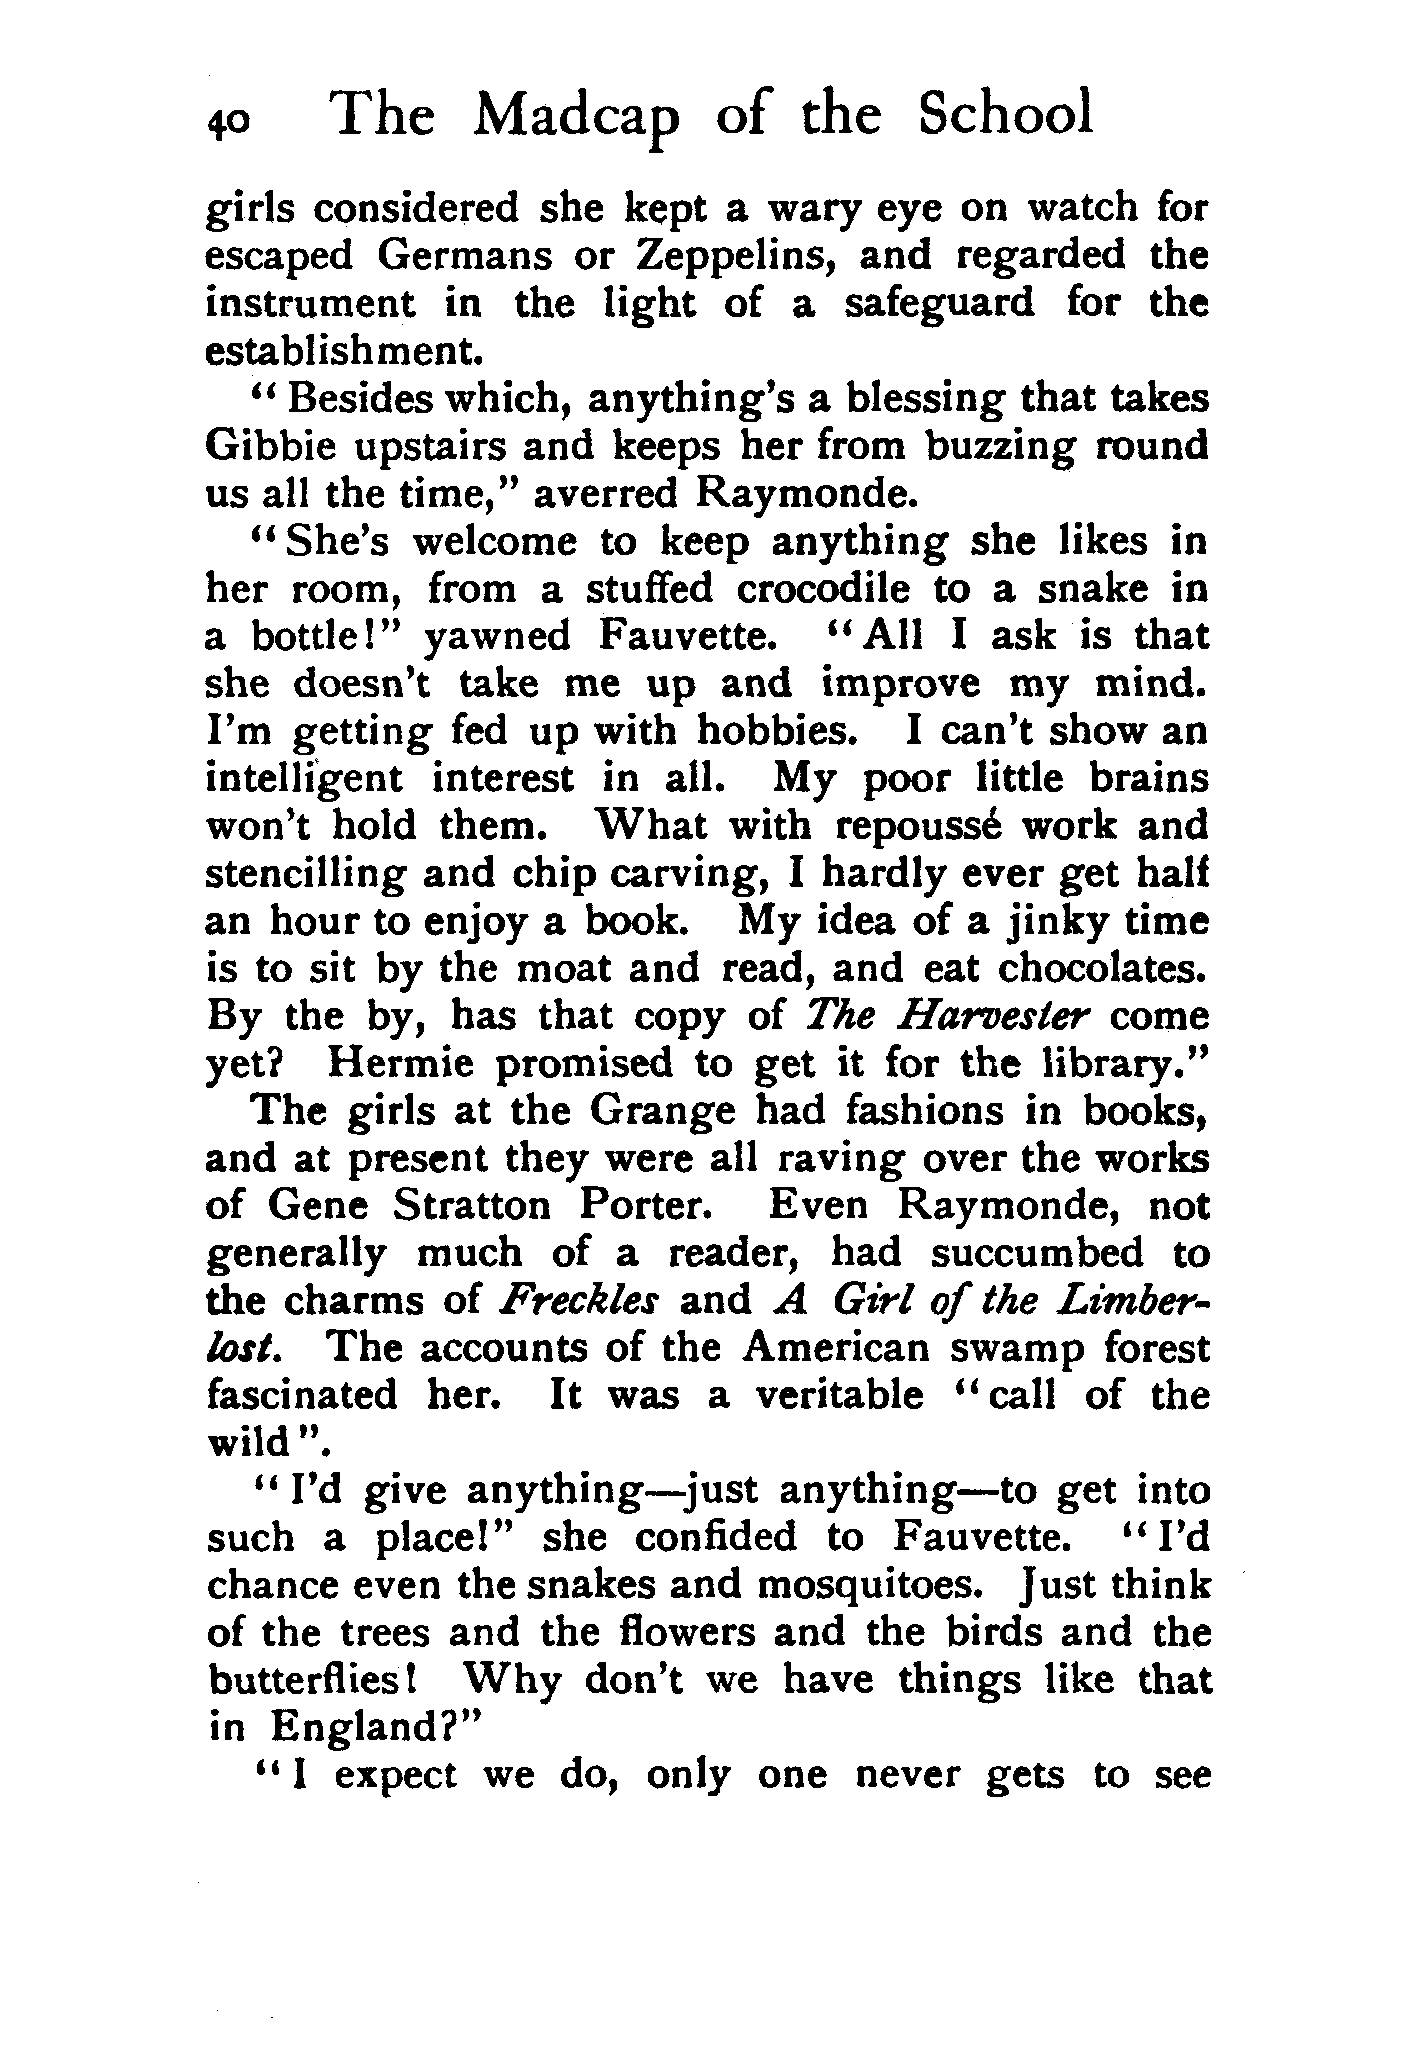 40 The Madcap of the School
girls considered she kept a wary eye on watch for
escaped Germans or Zeppelins, and regarded the
instrument in the light of a safeguard for the
establishment.
“Besides which, anything's a blessing that takes
Gibbie upstairs and keeps her from buzzing round
us all the time,” averred Raymonde.
“She's welcome to keep anything she likes in
her room, from a stuffed crocodile to a snake in
a bottle!” yawned Fauvette. “All I ask is that
she doesn't take me up and improve my mind.
I'm getting fed up with hobbies. I can't show an
intelligent interest in all. My poor little brains
won't hold them. What with repoussé work and
stencilling and chip carving, I hardly ever get half
an hour to enjoy a book. My idea of a jinky time
is to sit by the moat and read, and eat chocolates.
By the by, has that copy of The Harvester come
yet? Hermie promised to get it for the library.”
The girls at the Grange had fashions in books,
and at present they were all raving over the works
of Gene Stratton Porter. Even Raymonde, not
generally much of a reader, had succumbed to
the charms of Freckles and A Girl of the Limber-
lost. The accounts of the American swamp forest
fascinated her. It was a veritable “call of the
wild”.
“I'd give anything—just anything—to get into
such a place!” she confided to Fauvette. “I'd
chance even the snakes and mosquitoes. Just think
of the trees and the flowers and the birds and the
butterflies! Why don't we have things like that
in England?”
“I expect we do, only one never gets to see